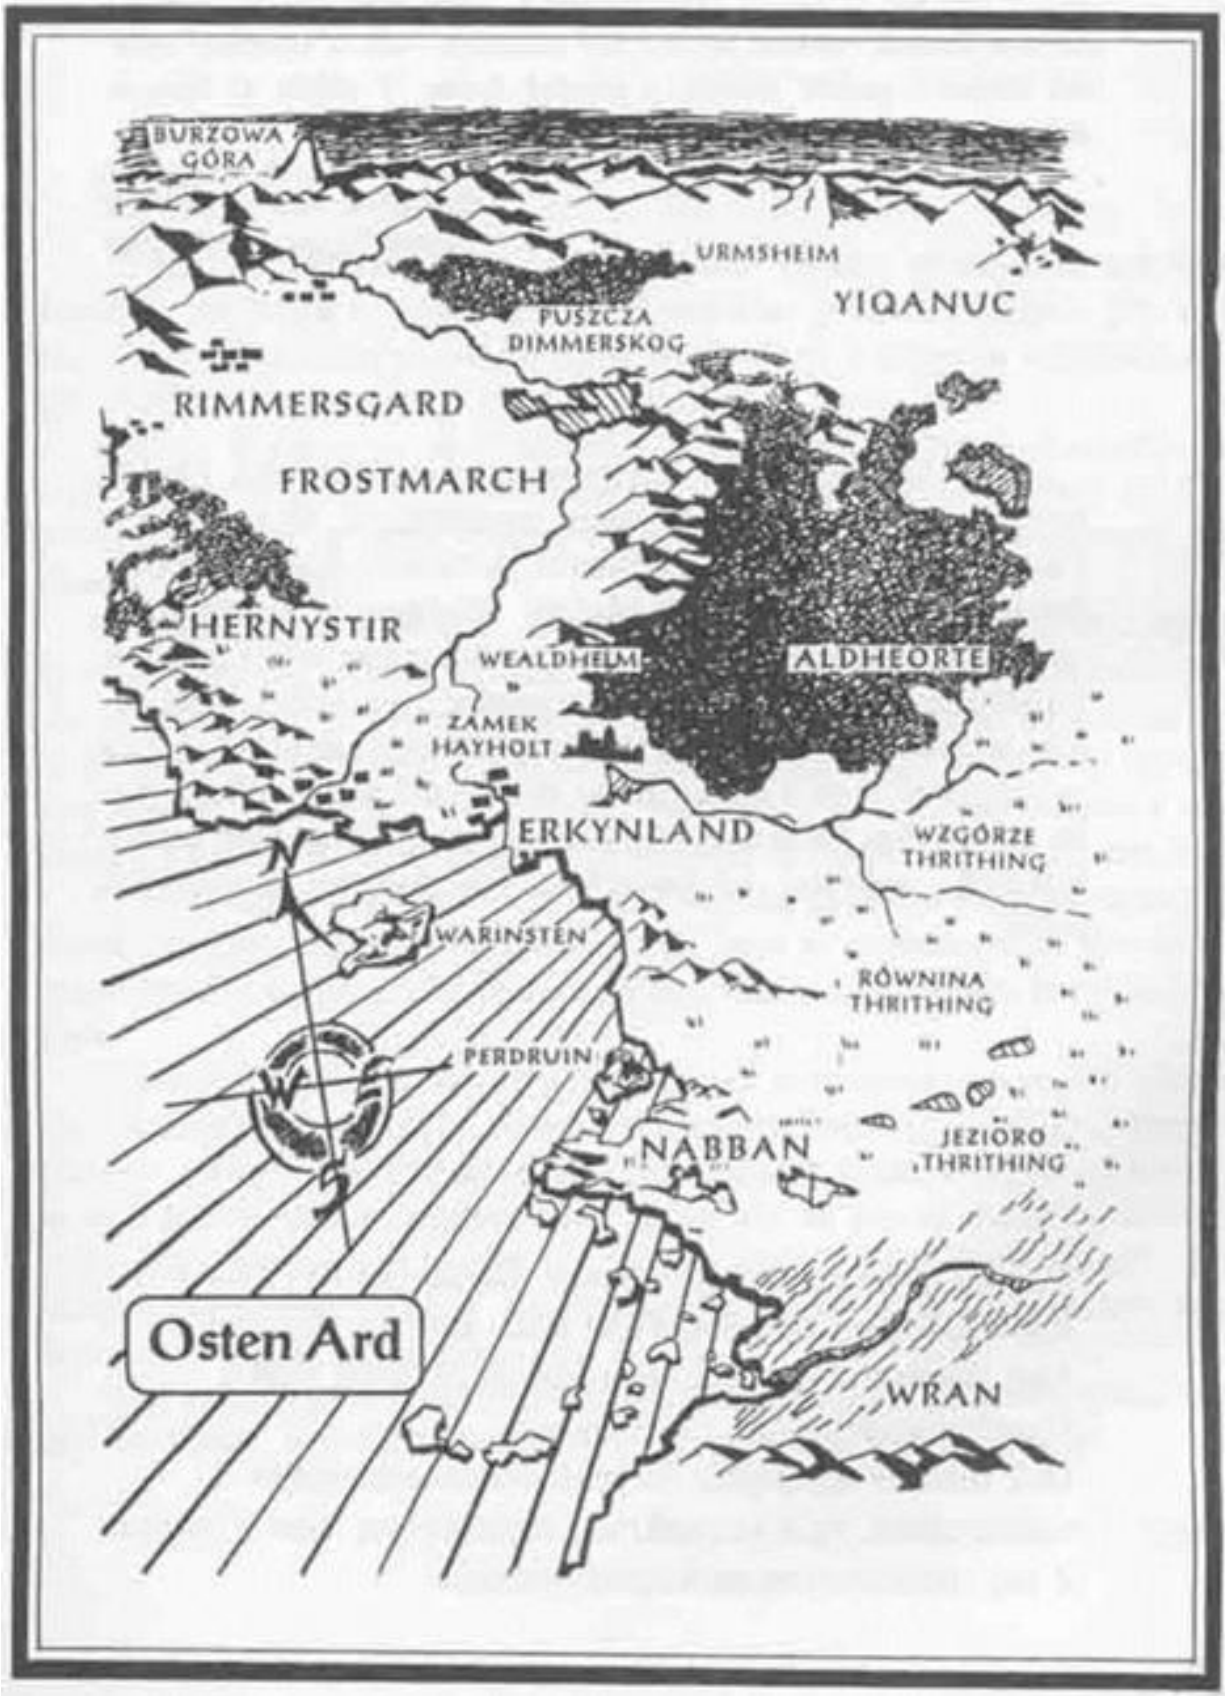 BURZOWA
GÓRA
URMSHEIM
YIQANUC
PUSZCZA
DIMMERSKOG
RIMMERSGARD
FROSTMARCH
HERNYSTIR
WEALDHELM
ALDHEORTE
ZAMEK
HAYHOLT
ERKYNLAND
WZGÓRZE
THRITHING
N
WARINSTEN
RÓWNINA
THRITHING
PERDRUIN
W
E
NABBAN
JEZIORO
THRITHING
S
Osten Ard
WRAN